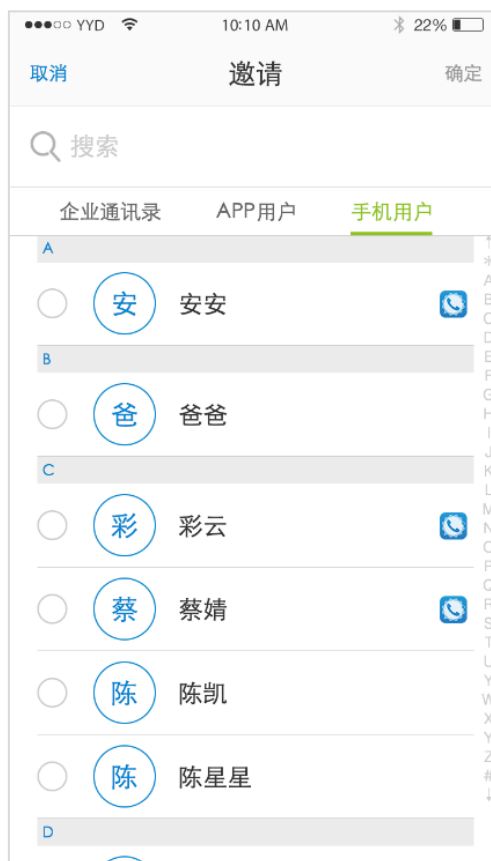 YYD 10:10 AM 22%
取消 邀请 确定
搜索
企业通讯录 APP用户 手机用户
A
安 安安
B
爸 爸爸
C
彩 彩云
蔡 蔡婧
陈 陈凯
陈 陈星星
D
↑
*
A
B
C
D
E
F
G
H
I
J
K
L
M
N
O
P
Q
R
S
T
U
Y
W
X
Y
Z
#
↓